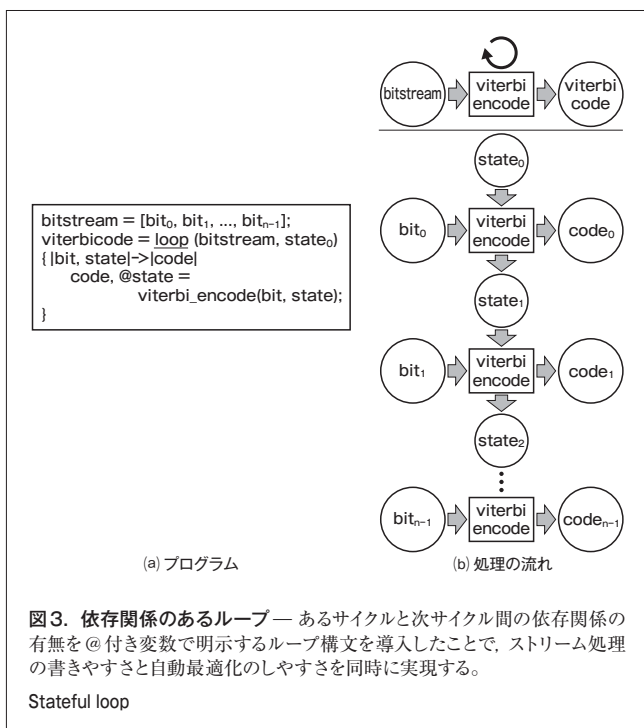 bitstream = [bit₀, bit₁, ..., bitₙ₋₁];
viterbicode = loop (bitstream, state₀)
{|bit, state|->|code|
code, @state =
viterbi_encode(bit, state);
}
(a) プログラム
bitstream
viterbi
encode
viterbi
code
state₀
bit₀
viterbi
encode
code₀
state₁
bit₁
viterbi
encode
code₁
state₂
bitₙ₋₁
viterbi
encode
codeₙ₋₁
(b) 処理の流れ
図3. 依存関係のあるループ — あるサイクルと次サイクル間の依存関係の
有無を@付き変数で明示するループ構文を導入したことで, ストリーム処理
の書きやすさと自動最適化のしやすさを同時に実現する。
Stateful loop